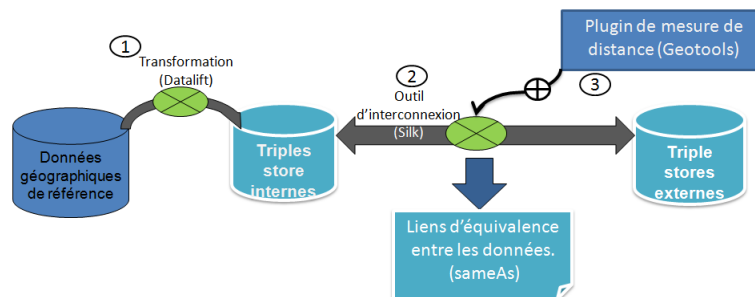 1
Transformation
(Datalift)
Données
géographiques
de référence
Triples
store
internes
2
Outil
d'interconnexion
(Silk)
Plugin de mesure de
distance (Geotools)
3
Triple
stores
externes
Liens d'équivalence
entre les données.
(sameAs)